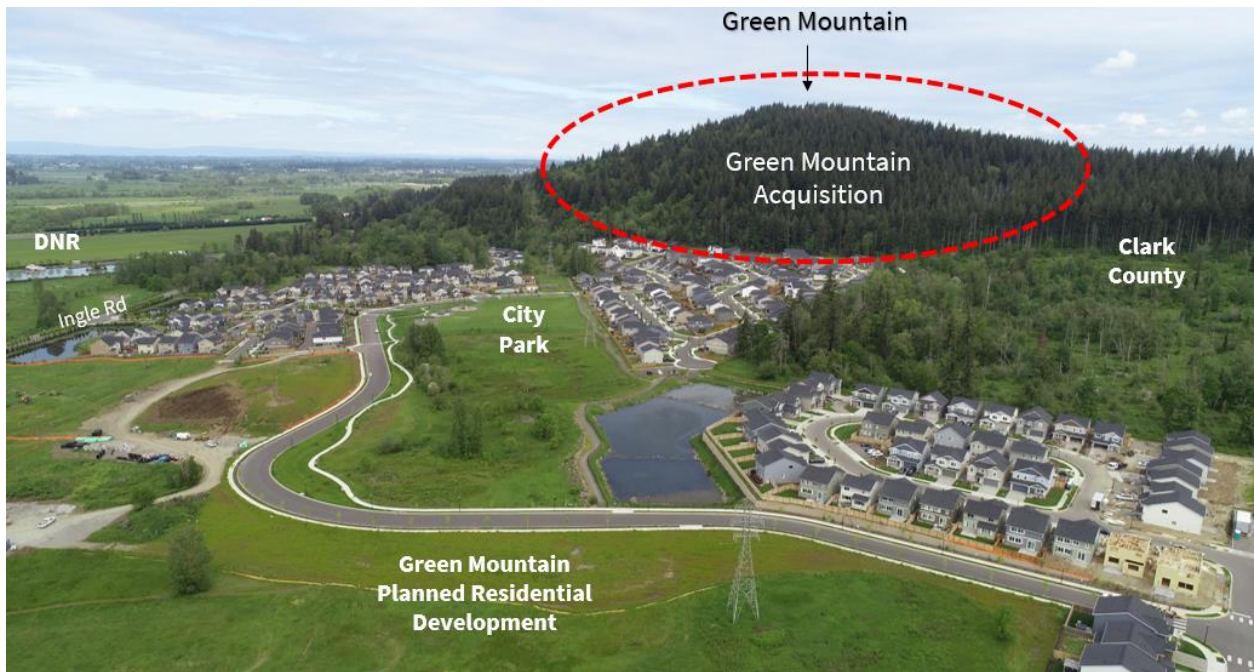 Green Mountain
Green Mountain
Acquisition
DNR
Clark
County
Ingle Rd
City
Park
Green Mountain
Planned Residential
Development